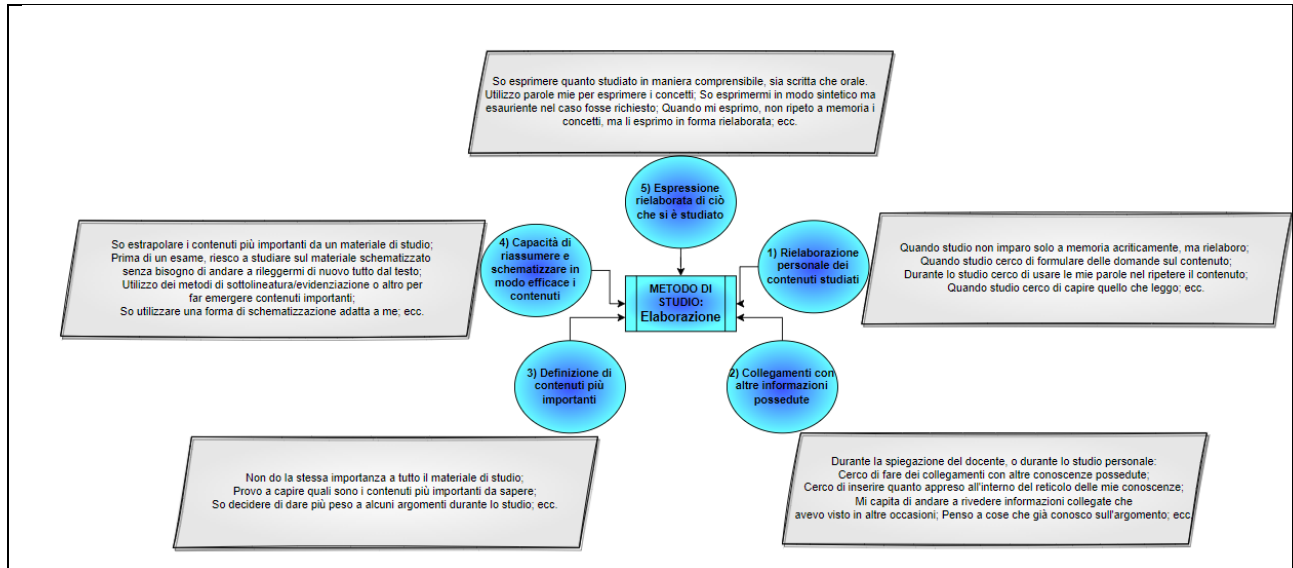 So esprimere quanto studiato in maniera comprensibile, sia scritta che orale.
Utilizzo parole mie per esprimere i concetti; So esprimermi in modo sintetico ma
esauriente nel caso fosse richiesto; Quando mi esprimo, non ripeto a memoria i
concetti, ma li esprimo in forma rielaborata; ecc.
5) Espressione
rielaborata di ciò
che si è studiato
So estrapolare i contenuti più importanti da un materiale di studio;
Prima di un esame, riesco a studiare sul materiale schematizzato
senza bisogno di andare a rileggermi di nuovo tutto dal testo;
Utilizzo dei metodi di sottolineatura/evidenziazione o altro per
far emergere contenuti importanti;
So utilizzare una forma di schematizzazione adatta a me; ecc.
4) Capacità di
riassumere e
schematizzare in
modo efficace i
contenuti
METODO DI
STUDIO:
Elaborazione
1) Rielaborazione
personale dei
contenuti studiati
Quando studio non imparo solo a memoria acriticamente, ma rielaboro;
Quando studio cerco di formulare delle domande sul contenuto;
Durante lo studio cerco di usare le mie parole nel ripetere il contenuto;
Quando studio cerco di capire quello che leggo; ecc.
3) Definizione di
contenuti più
importanti
2) Collegamenti con
altre informazioni
possedute
Non do la stessa importanza a tutto il materiale di studio;
Provo a capire quali sono i contenuti più importanti da sapere;
So decidere di dare più peso a alcuni argomenti durante lo studio; ecc.
Durante la spiegazione del docente, o durante lo studio personale:
Cerco di fare dei collegamenti con altre conoscenze possedute;
Cerco di inserire quanto appreso all'interno del reticolo delle mie conoscenze;
Mi capita di andare a rivedere informazioni collegate che
avevo visto in altre occasioni; Penso a cose che già conosco sull'argomento; ecc.